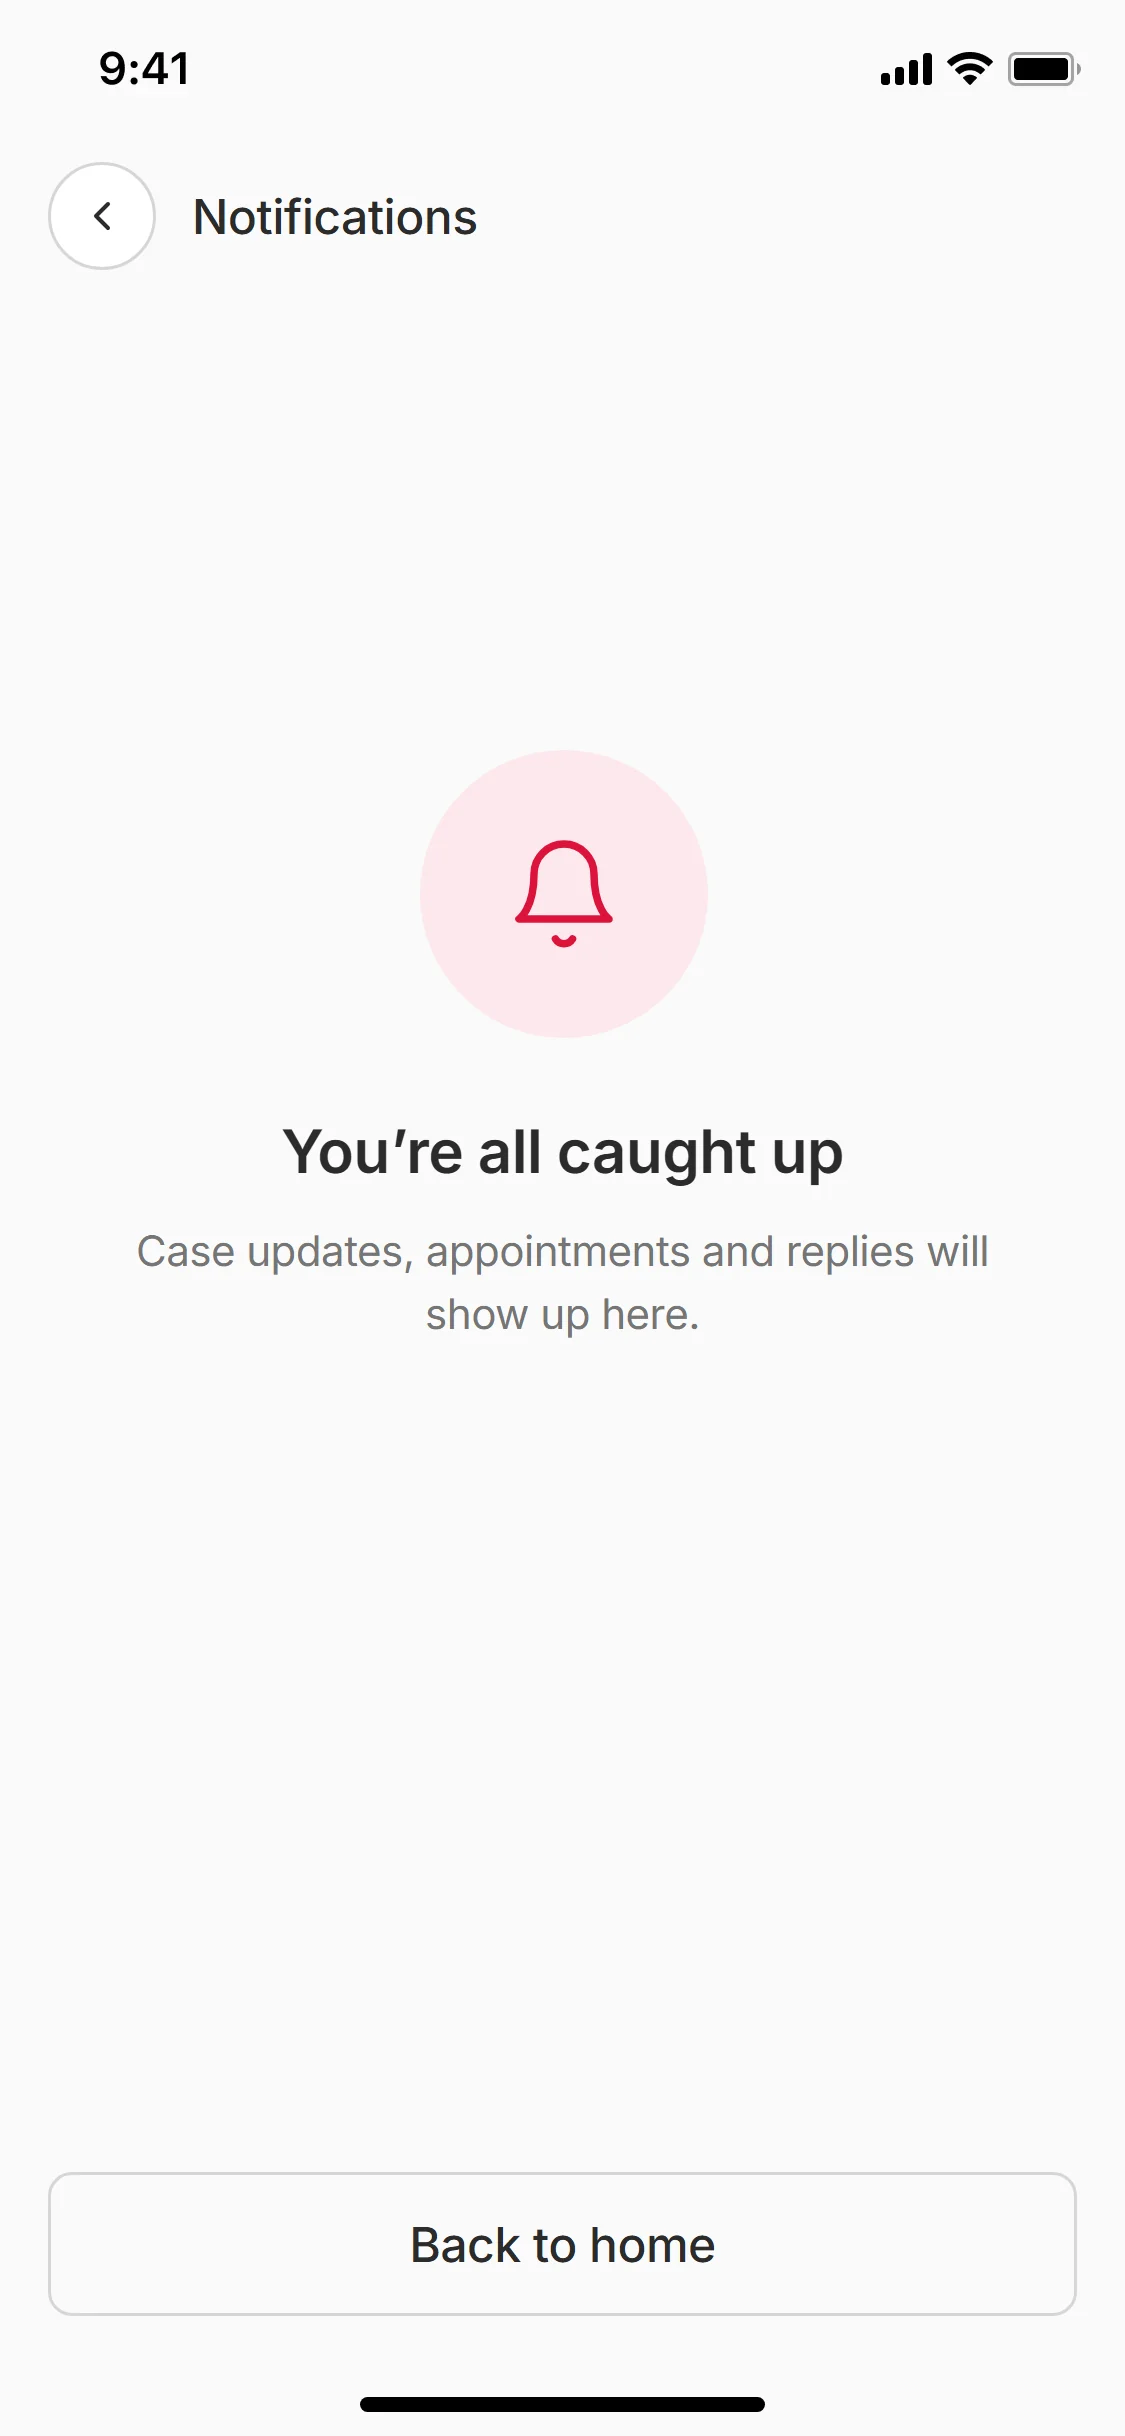 9:41
Notifications
You’re all caught up
Case updates, appointments and replies will
show up here.
Back to home